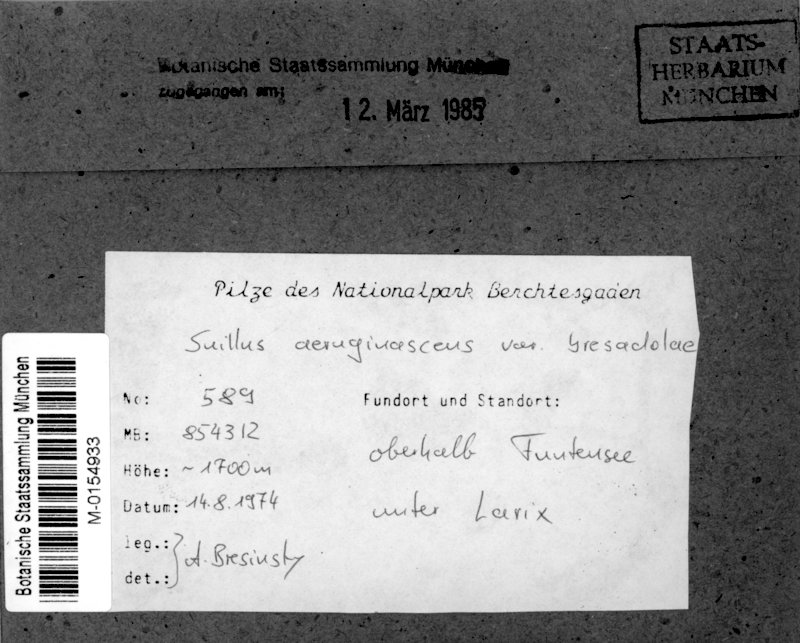 Botanische Staatssammlung München
zugegangen am:
12. März 1985
STAATS-
HERBARIUM
MÜNCHEN
Pilze des Nationalpark Berchtesgaden
Suillus aeruginascens var. bresadolae
No: 589
MB: 854312
Höhe: ~1700m
Datum: 14.8.1974
leg.:
det.: A. Bresinsky
Fundort und Standort:
oberhalb Funtensee
unter Larix
Botanische Staatssammlung München
M-0154933